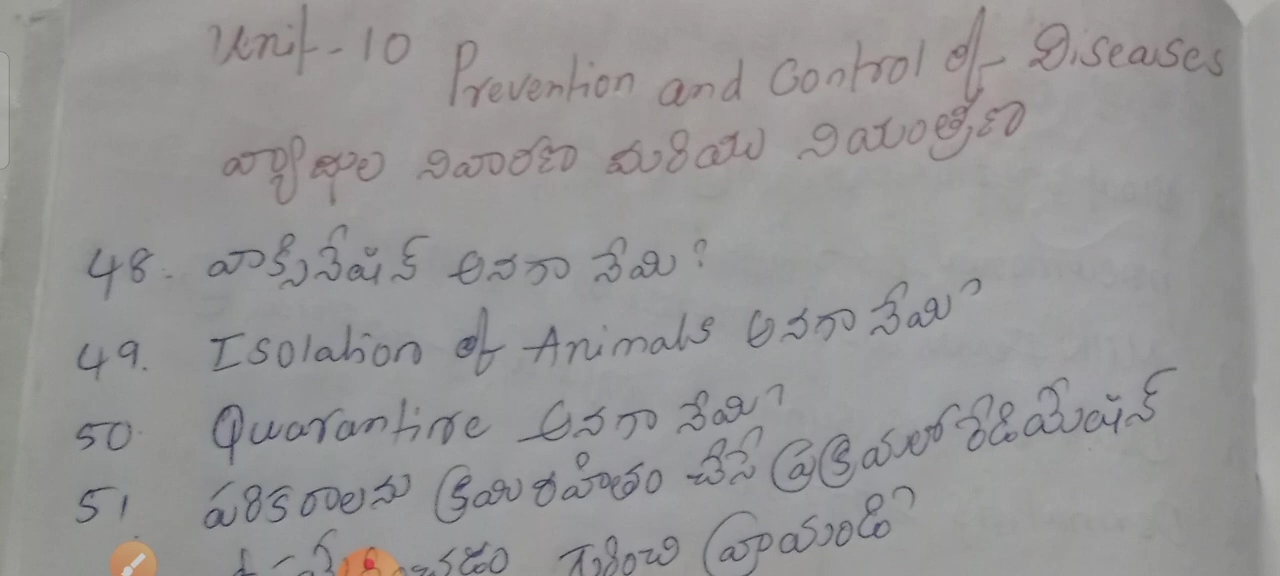 Unit-10
Prevention and Control of Diseases
వ్యాధుల నివారణ మరియు నియంత్రణ
48. వాక్సినేషన్ అనగా నేమి?
49. Isolation of Animals అనగా నేమి?
50. Quarantine అనగా నేమి?
51 పరికరాలను క్రిమి రహితం చేసే ప్రక్రియలో రేడియేషన్
గురించి వ్రాయండి?